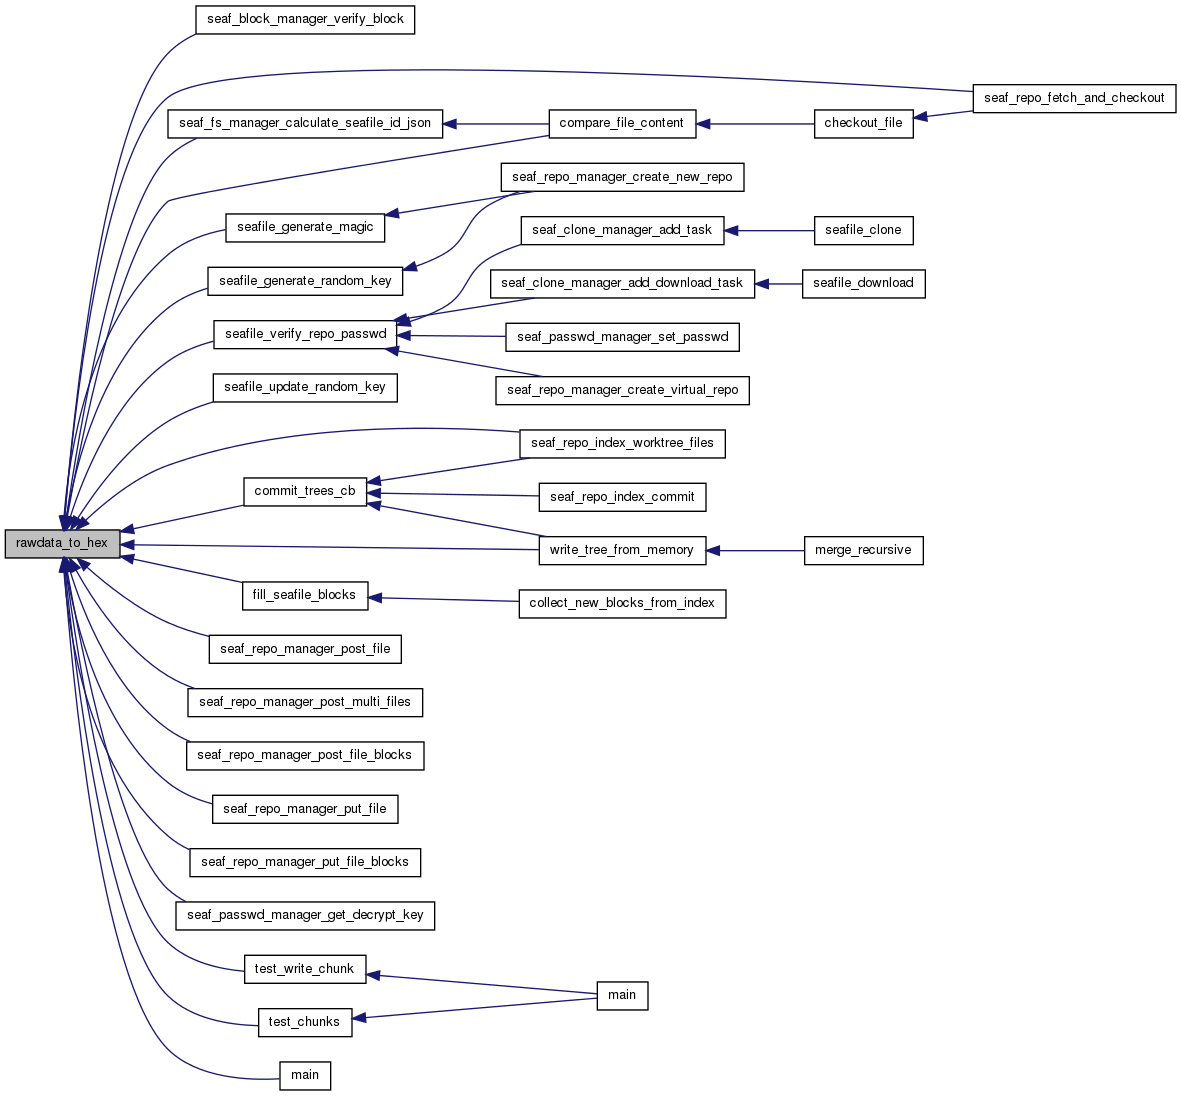 seaf_block_manager_verify_block
seaf_repo_fetch_and_checkout
seaf_fs_manager_calculate_seafile_id_json
compare_file_content
checkout_file
seaf_repo_manager_create_new_repo
seafile_generate_magic
seaf_clone_manager_add_task
seafile_clone
seafile_generate_random_key
seaf_clone_manager_add_download_task
seafile_download
seafile_verify_repo_passwd
seaf_passwd_manager_set_passwd
seafile_update_random_key
seaf_repo_manager_create_virtual_repo
seaf_repo_index_worktree_files
commit_trees_cb
seaf_repo_index_commit
rawdata_to_hex
write_tree_from_memory
merge_recursive
fill_seafile_blocks
collect_new_blocks_from_index
seaf_repo_manager_post_file
seaf_repo_manager_post_multi_files
seaf_repo_manager_post_file_blocks
seaf_repo_manager_put_file
seaf_repo_manager_put_file_blocks
seaf_passwd_manager_get_decrypt_key
test_write_chunk
main
test_chunks
main